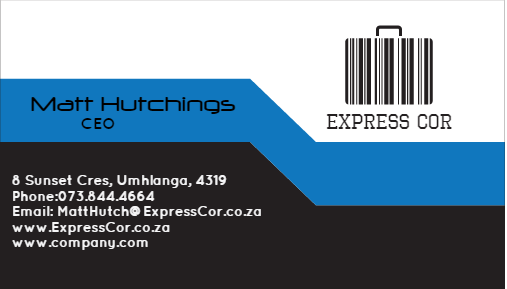 Matt Hutchings
CEO
EXPRESS COR
8 Sunset Cres, Umhlanga, 4319
Phone:073.844.4664
Email: MattHutch@ExpressCor.co.za
www.ExpressCor.co.za
www.company.com